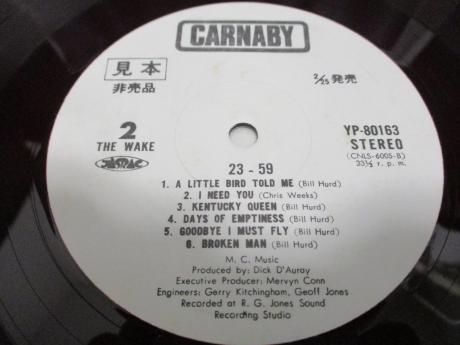 CARNABY
見本
非売品
2/25 発売
2
THE WAKE
JASRAC
YP-80163
STEREO
(CNLS-6005-B)
33⅓ r. p. m.
23 - 59
1. A LITTLE BIRD TOLD ME (Bill Hurd)
2. I NEED YOU (Chris Weeks)
3. KENTUCKY QUEEN (Bill Hurd)
4. DAYS OF EMPTINESS (Bill Hurd)
5. GOODBYE I MUST FLY (Bill Hurd)
6. BROKEN MAN (Bill Hurd)
M. C. Music
Produced by: Dick D'Auray
Executive Producer: Mervyn Conn
Engineers: Gerry Kitchingham, Geoff Jones
Recorded at R. G. Jones Sound
Recording Studio